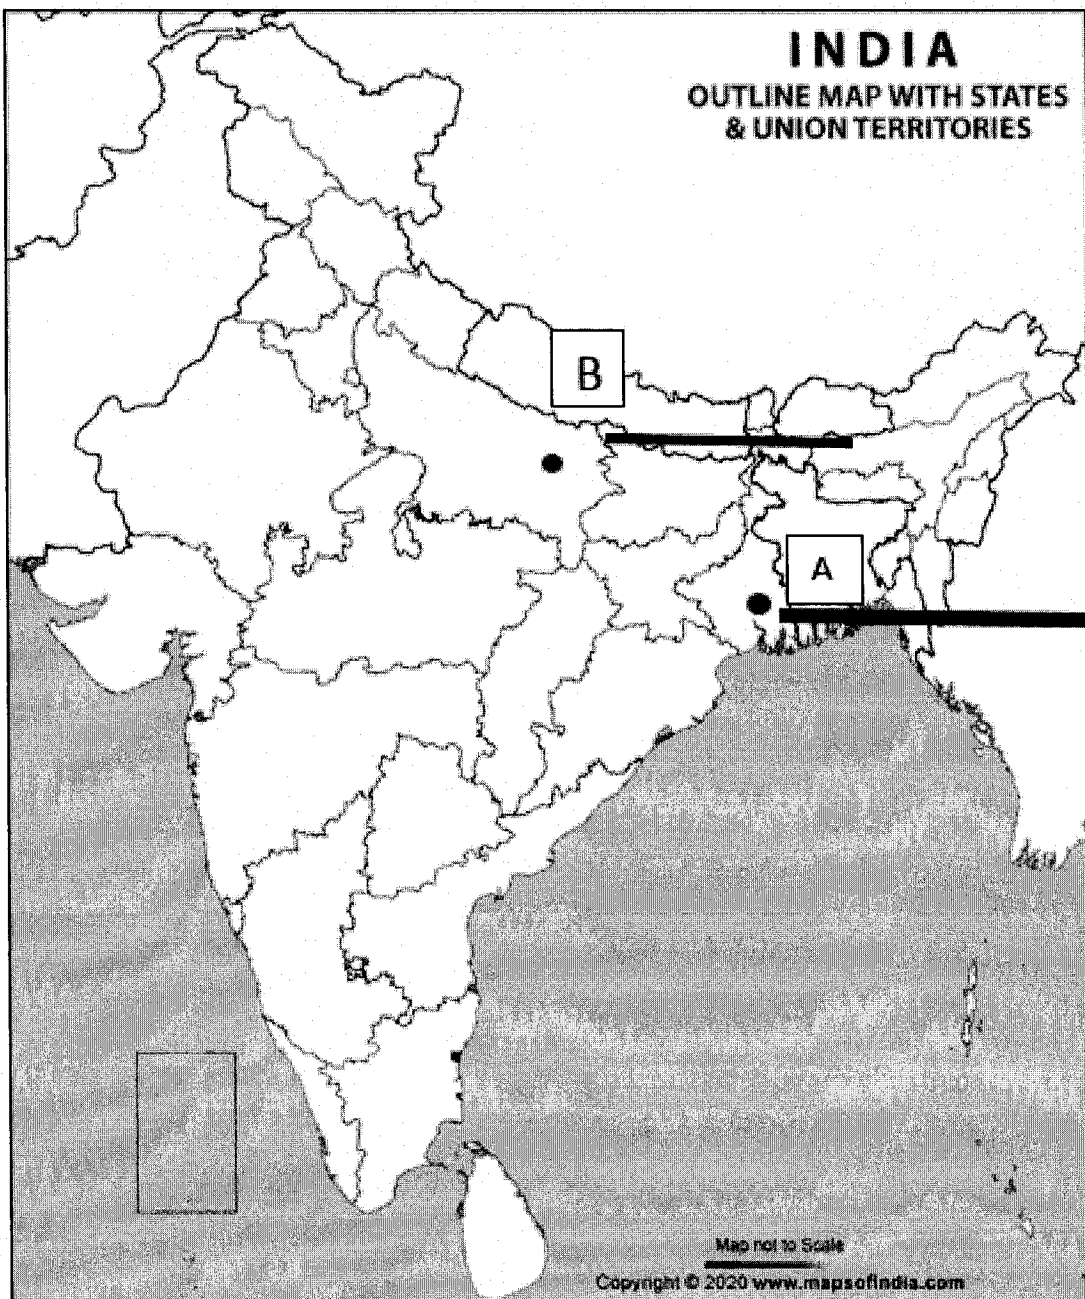 INDIA
OUTLINE MAP WITH STATES
& UNION TERRITORIES
B
A
Map not to Scale
Copyright © 2020 www.mapsofindia.com